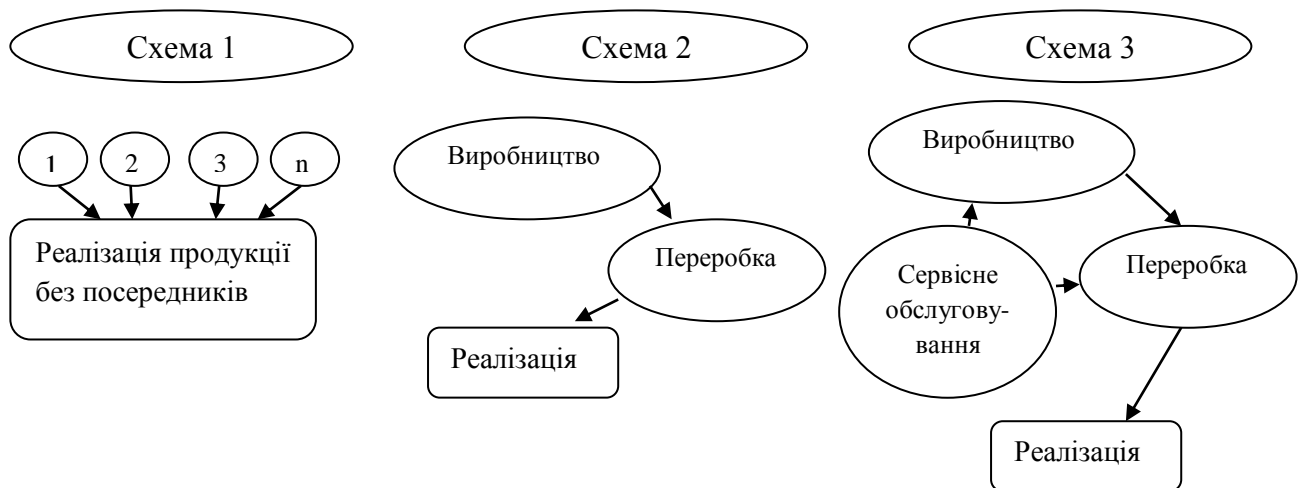 Схема 1
Схема 2
Схема 3
1
2
3
n
Реалізація продукції
без посередників
Виробництво
Переробка
Реалізація
Виробництво
Сервісне
обслугову-
вання
Переробка
Реалізація